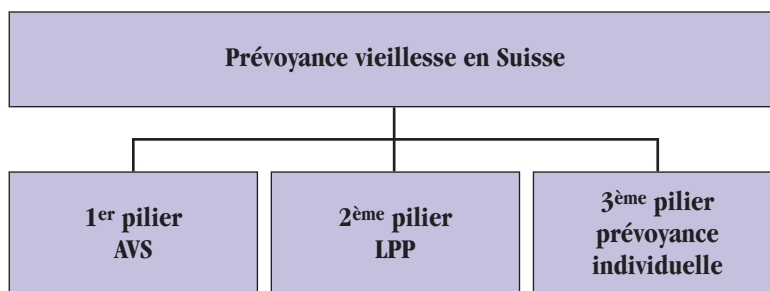 Prévoyance vieillesse en Suisse
1er pilier
AVS
2ème pilier
LPP
3ème pilier
prévoyance
individuelle